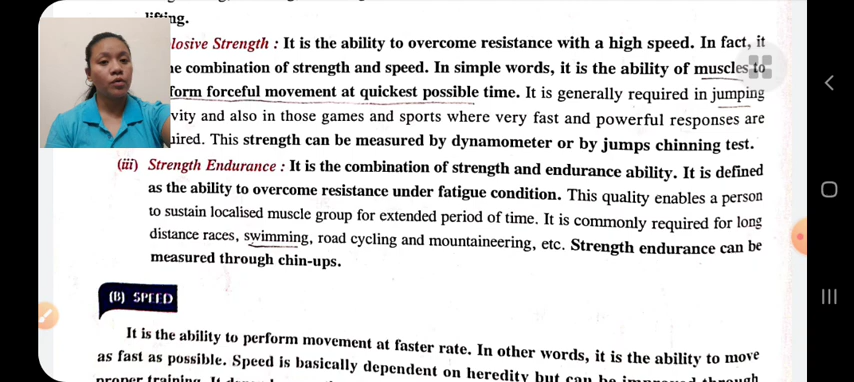 lifting.
losive Strength : It is the ability to overcome resistance with a high speed. In fact, it
combination of strength and speed. In simple words, it is the ability of muscles to
form forceful movement at quickest possible time. It is generally required in jumping
vity and also in those games and sports where very fast and powerful responses are
uired. This strength can be measured by dynamometer or by jumps chinning test.
(iii) Strength Endurance : It is the combination of strength and endurance ability. It is defined
as the ability to overcome resistance under fatigue condition. This quality enables a person
to sustain localised muscle group for extended period of time. It is commonly required for long
distance races, swimming, road cycling and mountaineering, etc. Strength endurance can be
measured through chin-ups.
(B) SPEED
It is the ability to perform movement at faster rate. In other words, it is the ability to move
as fast as possible. Speed is basically dependent on heredity but can be improved through
proper training. It